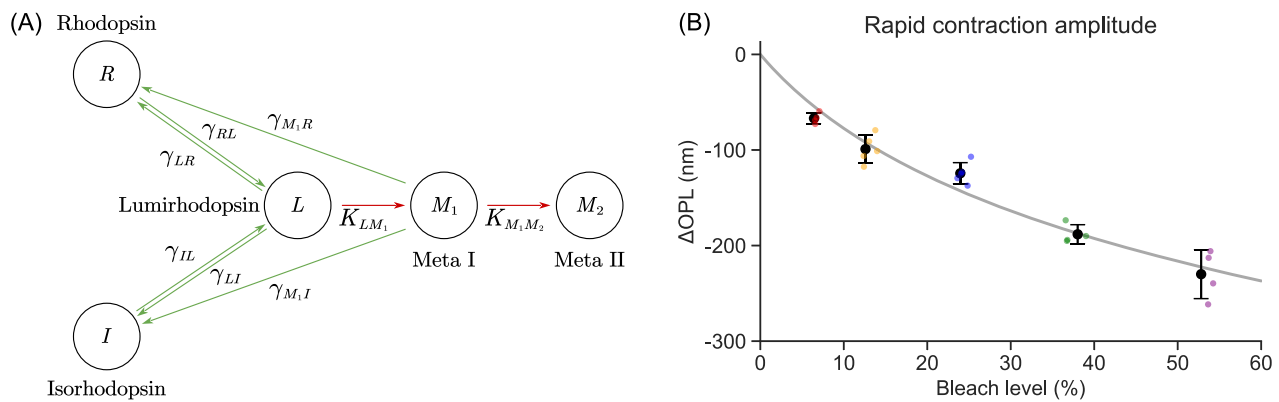 (A)
Rhodopsin
R
γ_{M₁R}
γ_{RL}
γ_{LR}
Lumirhodopsin
L
K_{LM₁}
M₁
K_{M₁M₂}
M₂
Meta I
Meta II
γ_{IL}
γ_{LI}
γ_{M₁I}
I
Isorhodopsin
(B)
Rapid contraction amplitude
0
-100
-200
-300
ΔOPL (nm)
0 10 20 30 40 50 60
Bleach level (%)